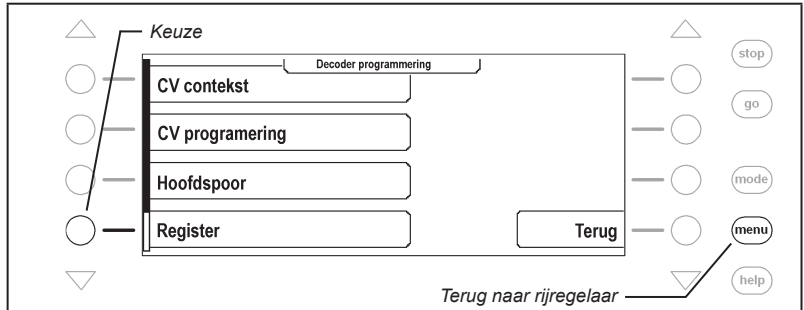 Keuze
stop
Decoder programmering
CV contekst
go
CV programering
Hoofdspoor
mode
Register
Terug
menu
help
Terug naar rijregelaar